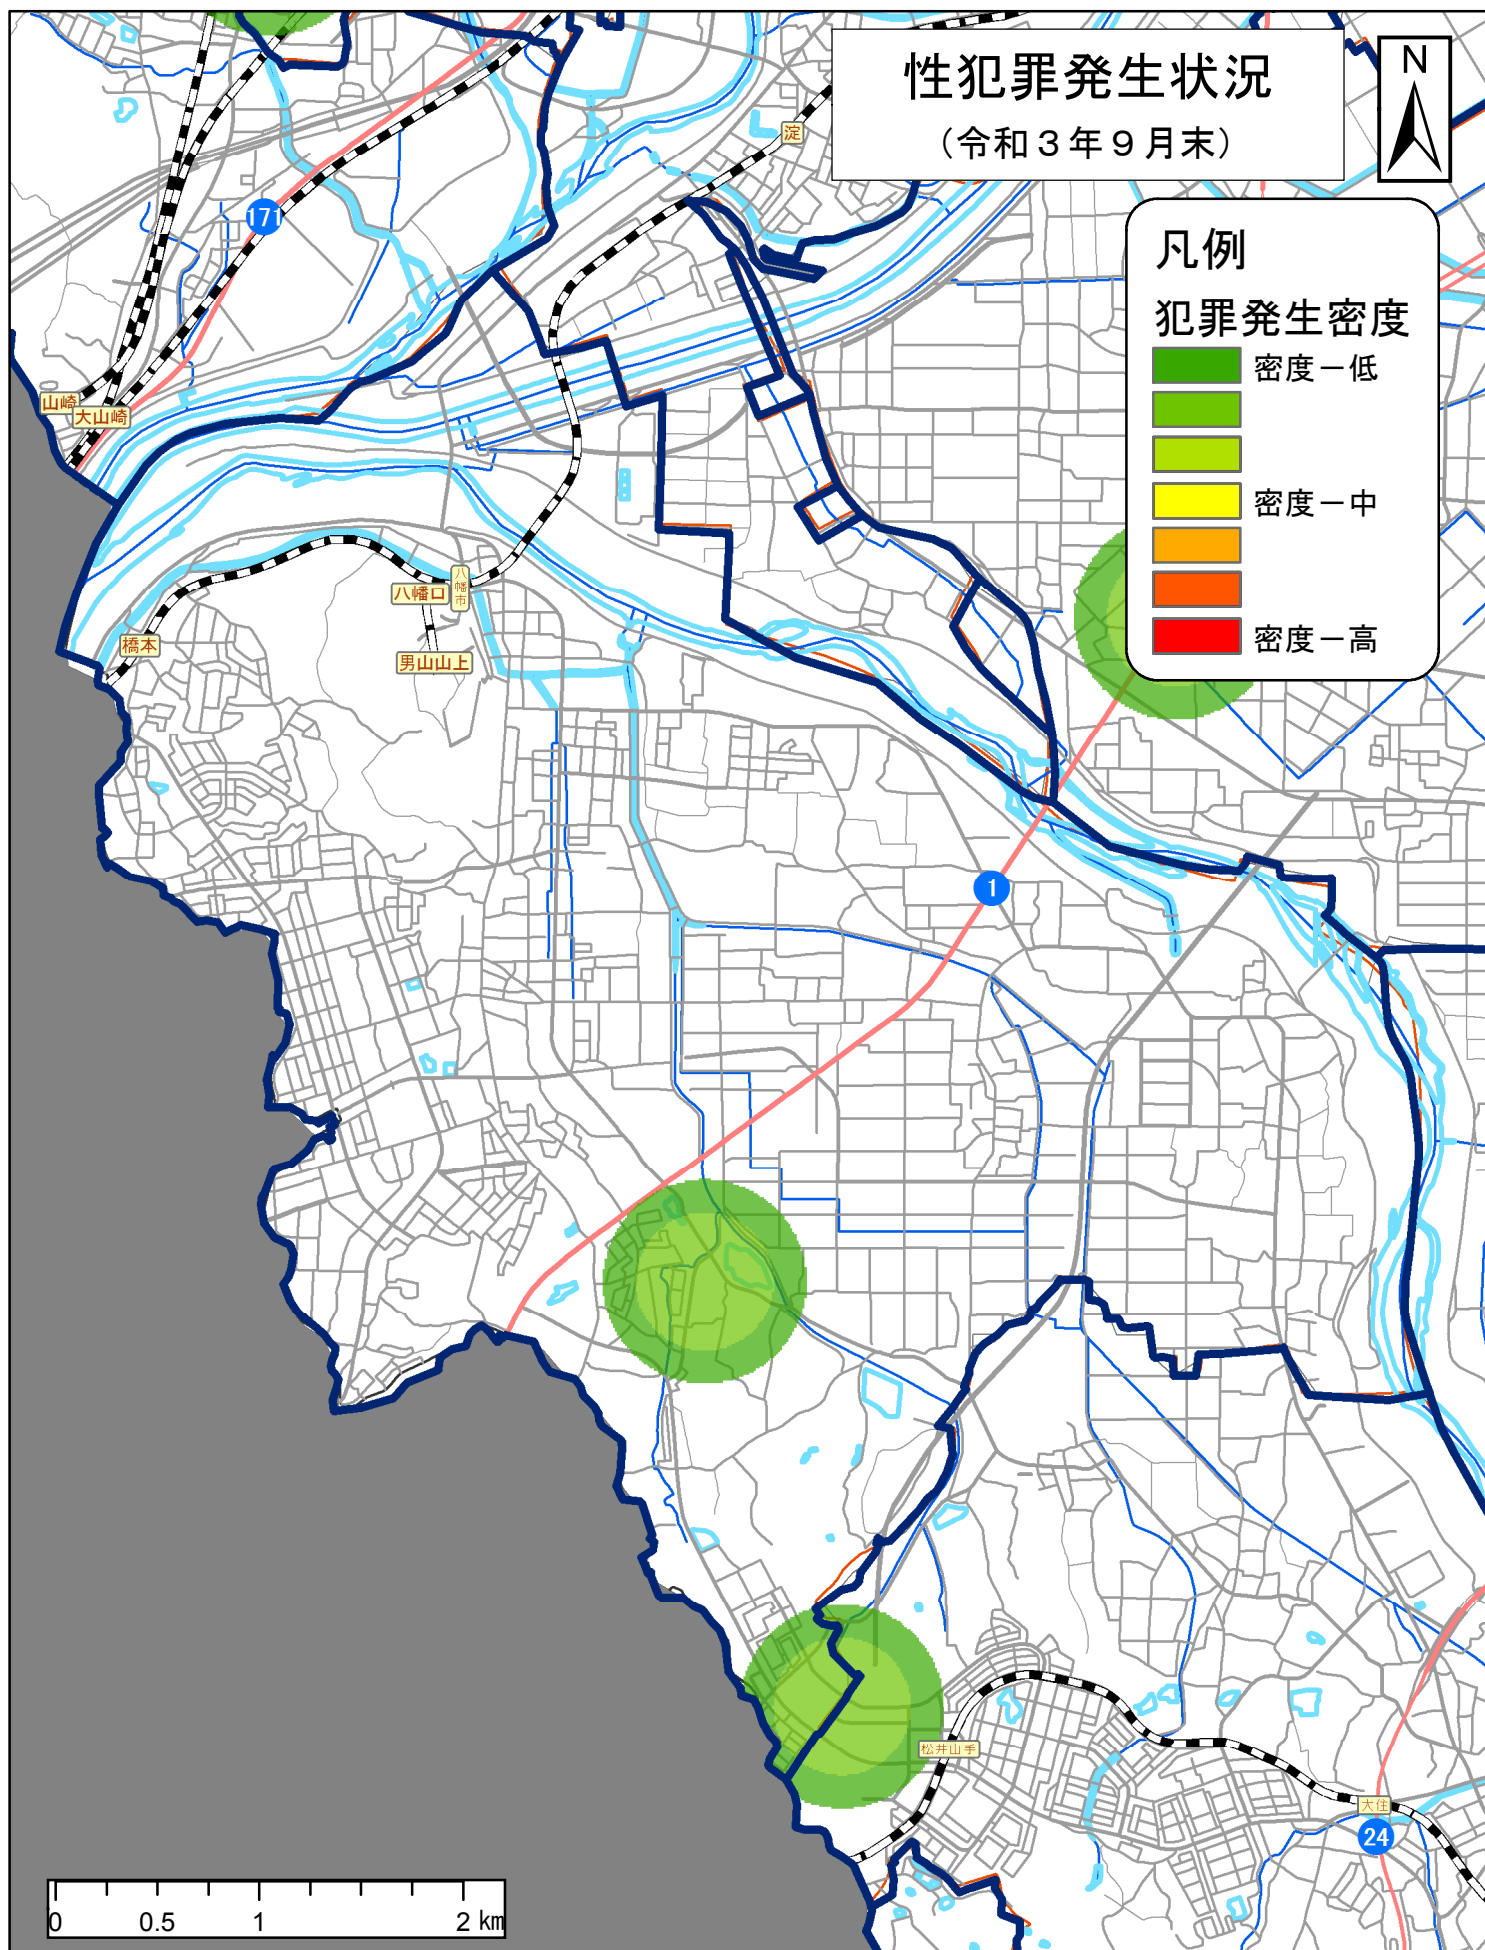 性犯罪発生状況
（令和３年９月末）
N
淀
171
凡例
犯罪発生密度
密度－低
密度－中
密度－高
山崎
大山崎
八幡口
八幡市
橋本
男山山上
1
松井山手
大住
24
0 0.5 1 2 km